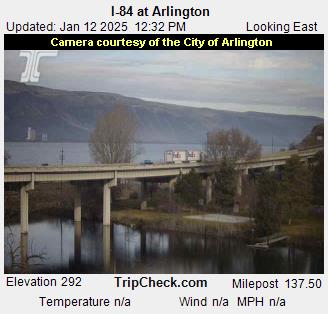 I-84 at Arlington
Updated: Jan 12 2025 12:32 PM Looking East
Camera courtesy of the City of Arlington
Elevation 292 TripCheck.com Milepost 137.50
Temperature n/a Wind n/a MPH n/a